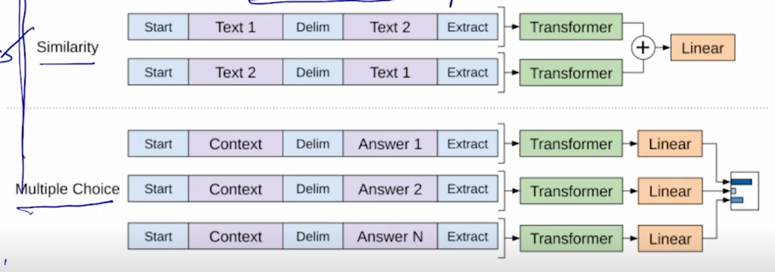 Start Text 1 Delim Text 2 Extract Transformer
Similarity + Linear
Start Text 2 Delim Text 1 Extract Transformer
Start Context Delim Answer 1 Extract Transformer Linear
Multiple Choice Start Context Delim Answer 2 Extract Transformer Linear
Start Context Delim Answer N Extract Transformer Linear